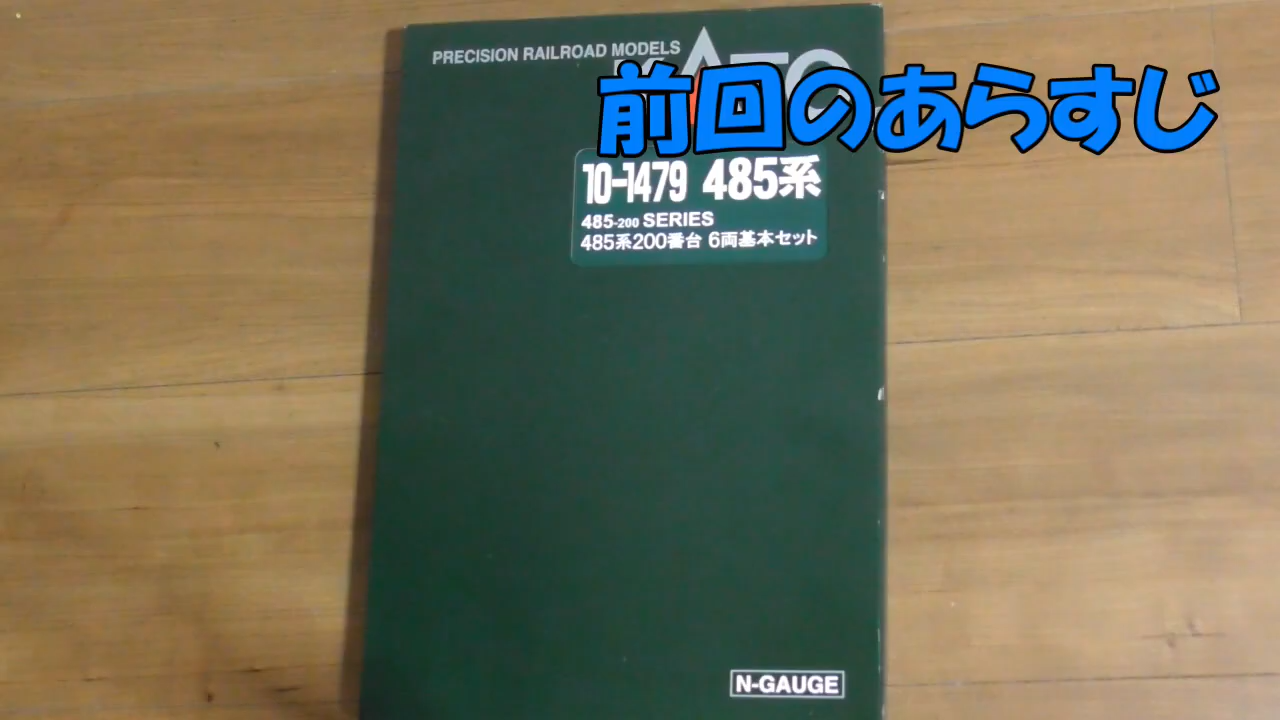 PRECISION RAILROAD MODELS
KATO
前回のあらすじ
10-1479 485系
485-200 SERIES
485系200番台 6両基本セット
N-GAUGE